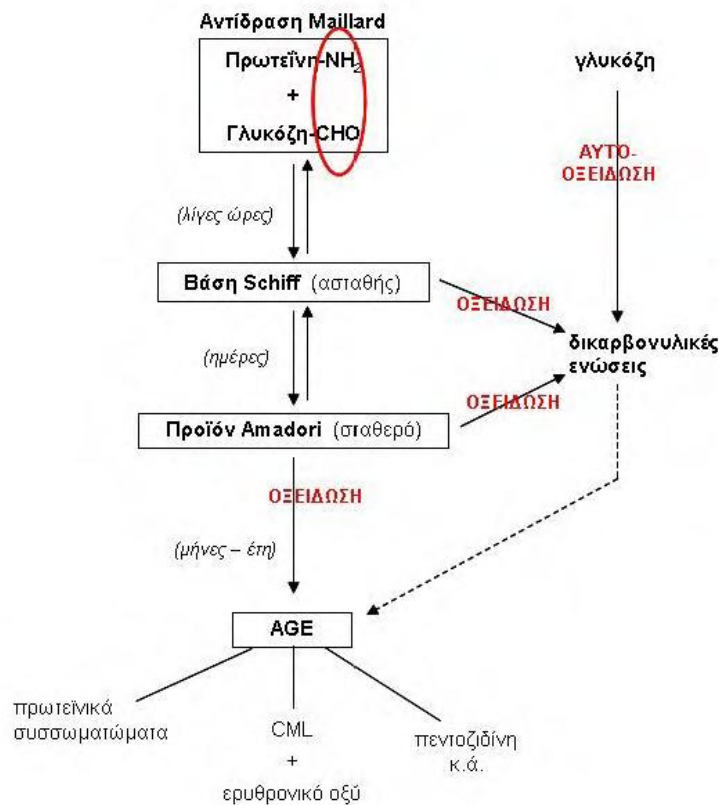 Αντίδραση Maillard
Πρωτεΐνη-NH2
+
Γλυκόζη-CHO
γλυκόζη
ΑΥΤΟ-
ΟΞΕΙΔΩΣΗ
(λίγες ώρες)
Βάση Schiff (ασταθής)
ΟΞΕΙΔΩΣΗ
δικαρβονυλικές
ενώσεις
(ημέρες)
ΟΞΕΙΔΩΣΗ
Προϊόν Amadori (σταθερό)
ΟΞΕΙΔΩΣΗ
(μήνες – έτη)
AGE
πρωτεϊνικά
συσσωματώματα
CML
+
ερυθρονικό οξύ
πεντοζιδίνη
κ.ά.